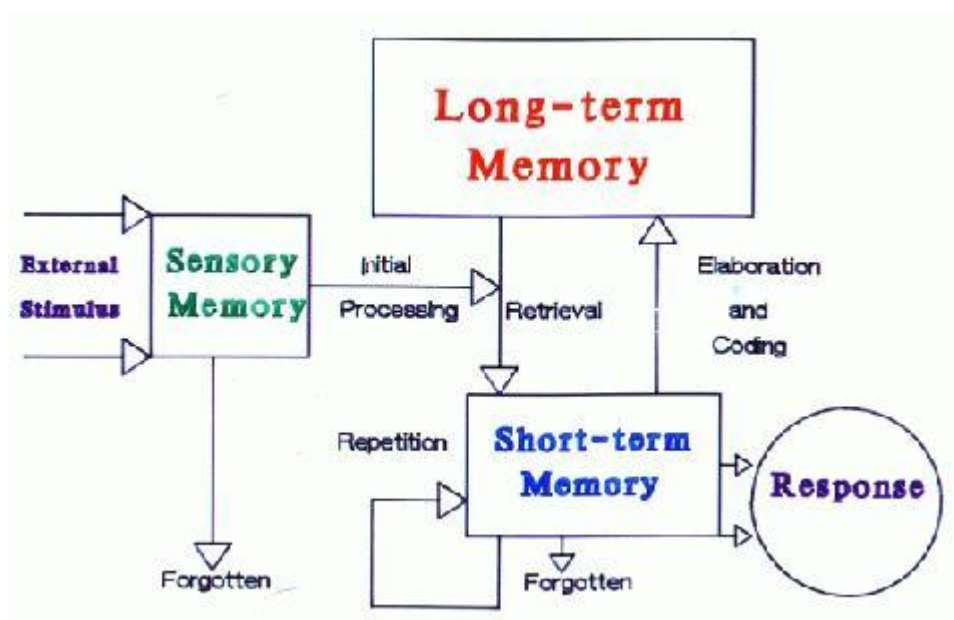 Long-term
Memory
External
Stimulus
Sensory
Memory
Initial
Processing
Retrieval
Elaboration
and
Coding
Repetition
Short-term
Memory
Response
Forgotten
Forgotten